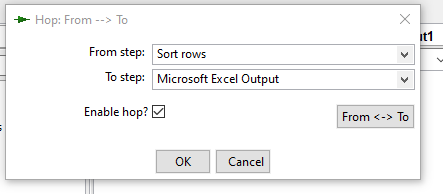 Hop: From --> To
From step: Sort rows
To step: Microsoft Excel Output
Enable hop?
From <-> To
OK Cancel